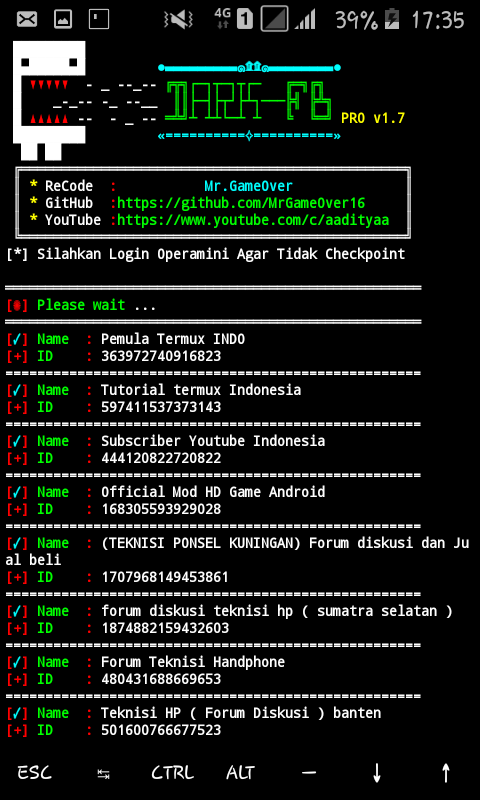 4G 1 39% 17:35
DARK-FB
PRO v1.7
* ReCode : Mr.GameOver
* GitHub :https://github.com/MrGameOver16
* YouTube :https://www.youtube.com/c/aadityaa
[*] Silahkan Login Operamini Agar Tidak Checkpoint
Please wait ...
[✓] Name : Pemula Termux INDO
[+] ID : 363972740916823
[✓] Name : Tutorial termux Indonesia
[+] ID : 597411537373143
[✓] Name : Subscriber Youtube Indonesia
[+] ID : 444120822720822
[✓] Name : Official Mod HD Game Android
[+] ID : 168305593929028
[✓] Name : (TEKNISI PONSEL KUNINGAN) Forum diskusi dan Ju
al beli
[+] ID : 1707968149453861
[✓] Name : forum diskusi teknisi hp ( sumatra selatan )
[+] ID : 1874882159432603
[✓] Name : Forum Teknisi Handphone
[+] ID : 480431688669653
[✓] Name : Teknisi HP ( Forum Diskusi ) banten
[+] ID : 501600766677523
ESC ↹ CTRL ALT — ↓ ↑